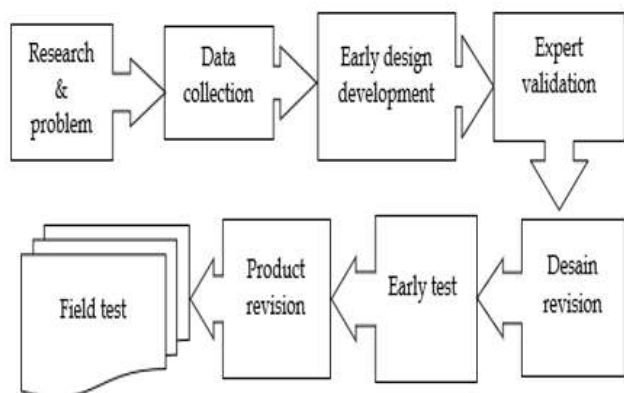 Research
&
problem
Data
collection
Early design
development
Expert
validation
Desain
revision
Early test
Product
revision
Field test